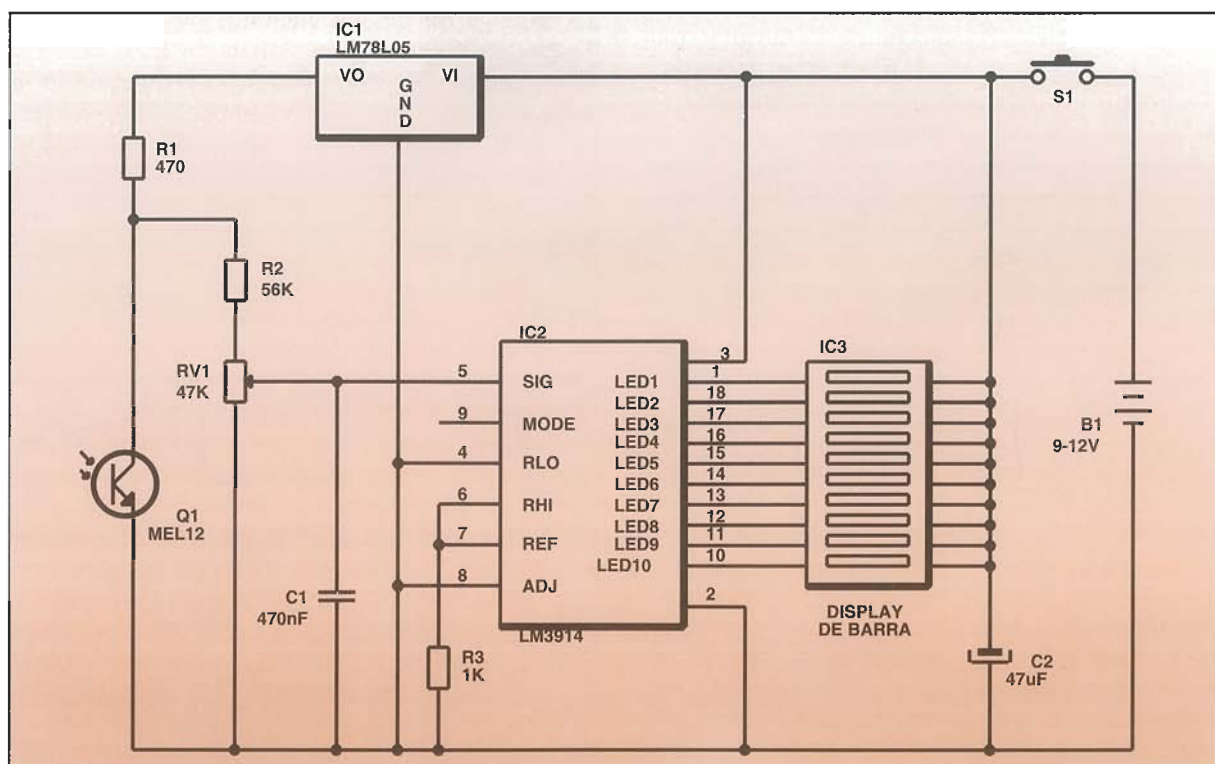 IC1
LM78L05
VO
VI
GND
S1
R1
470
R2
56K
RV1
47K
IC2
IC3
3
5
SIG
LED1
1
LED2
18
9
MODE
LED3
17
LED4
16
4
RLO
LED5
15
LED6
14
6
RHI
LED7
13
LED8
12
7
REF
LED9
11
LED10
10
8
ADJ
2
B1
9-12V
Q1
MEL12
C1
470nF
LM3914
DISPLAY
DE BARRA
R3
1K
C2
47uF